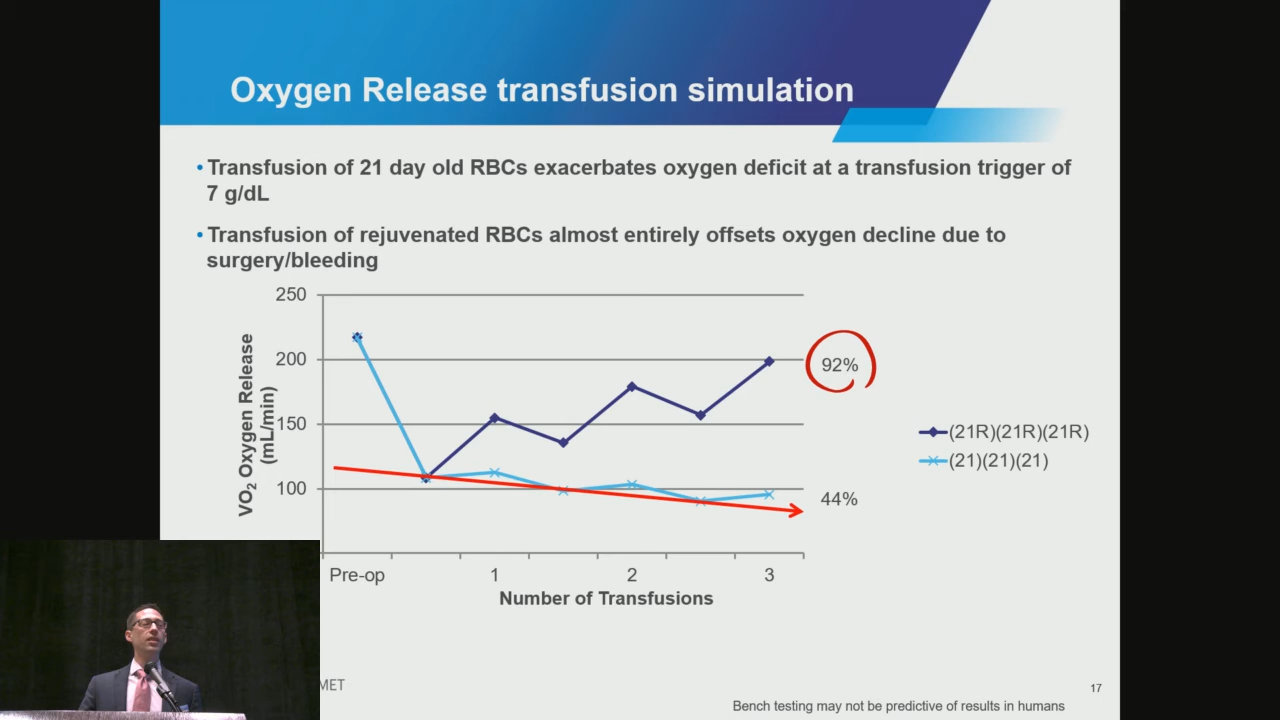 Oxygen Release transfusion simulation
• Transfusion of 21 day old RBCs exacerbates oxygen deficit at a transfusion trigger of
7 g/dL
• Transfusion of rejuvenated RBCs almost entirely offsets oxygen decline due to
surgery/bleeding
250
200
150
100
VO2 Oxygen Release
(mL/min)
92%
44%
(21R)(21R)(21R)
(21)(21)(21)
Pre-op 1 2 3
Number of Transfusions
MET
17
Bench testing may not be predictive of results in humans